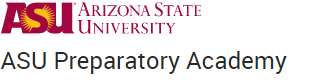 ASU ARIZONA STATE
UNIVERSITY
ASU Preparatory Academy